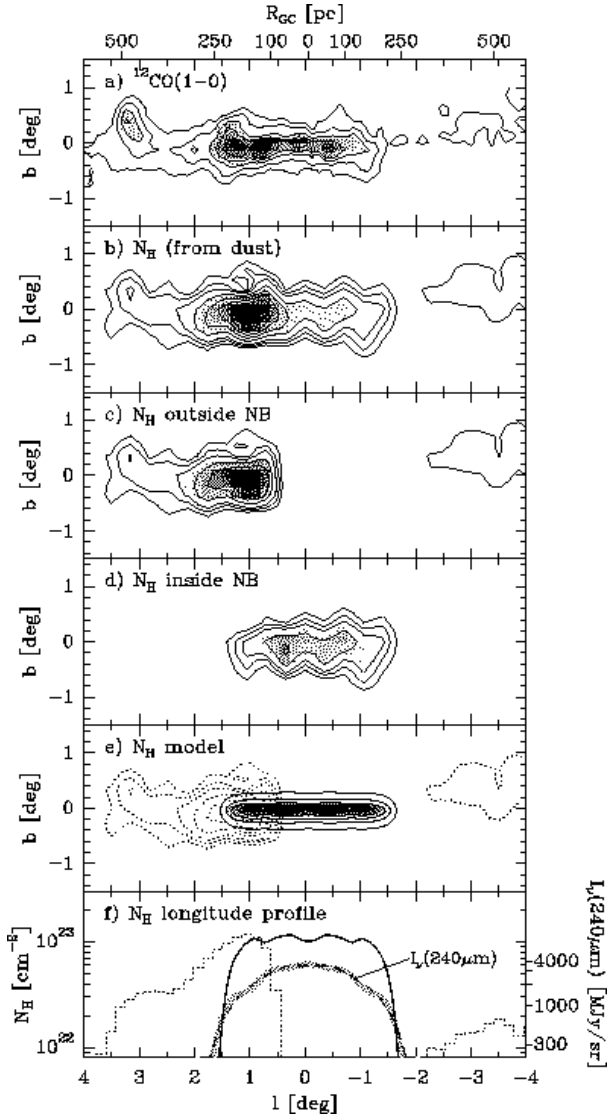 R_GC [pc]
500 250 100 0 100 250 500
a) ¹²CO(1-0)
b [deg]
1
0
-1
b) N_H (from dust)
b [deg]
1
0
-1
c) N_H outside NB
b [deg]
1
0
-1
d) N_H inside NB
b [deg]
1
0
-1
e) N_H model
b [deg]
1
0
-1
f) N_H longitude profile
N_H [cm⁻²]
10²³
10²²
I_ν(240μm)
I_ν(240μm) [MJy/sr]
4000
1000
300
4 3 2 1 0 -1 -2 -3 -4
l [deg]